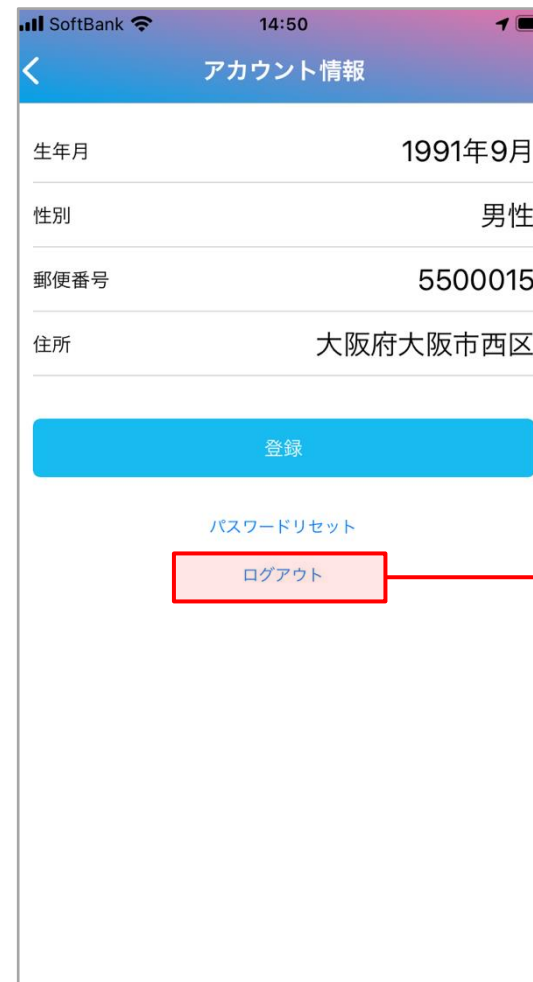 SoftBank 14:50
アカウント情報
生年月 1991年9月
性別 男性
郵便番号 5500015
住所 大阪府大阪市西区
登録
パスワードリセット
ログアウト